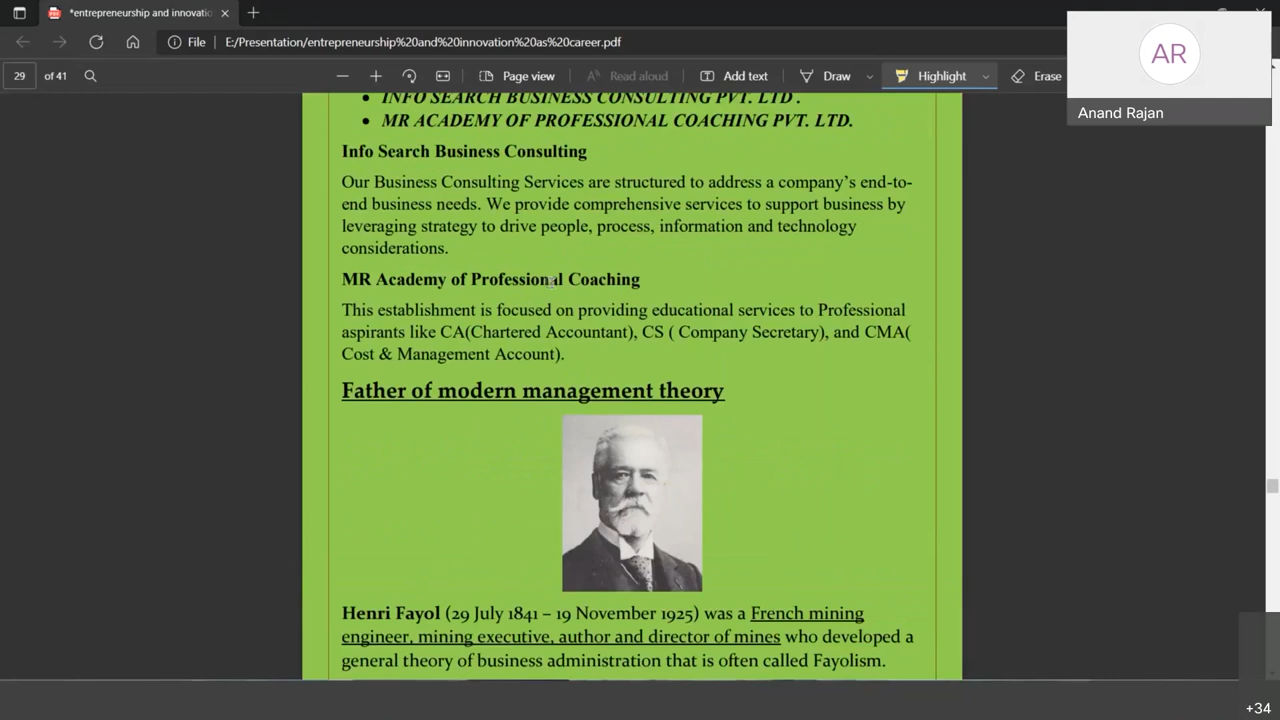 *entrepreneurship and innovatio
File
E:/Presentation/entrepreneurship%20and%20innovation%20as%20career.pdf
29 of 41
Page view
Read aloud
Add text
Draw
Highlight
Erase
AR
Anand Rajan
• INFO SEARCH BUSINESS CONSULTING PVT. LTD .
• MR ACADEMY OF PROFESSIONAL COACHING PVT. LTD.
Info Search Business Consulting
Our Business Consulting Services are structured to address a company's end-to-
end business needs. We provide comprehensive services to support business by
leveraging strategy to drive people, process, information and technology
considerations.
MR Academy of Professional Coaching
This establishment is focused on providing educational services to Professional
aspirants like CA(Chartered Accountant), CS ( Company Secretary), and CMA(
Cost & Management Account).
Father of modern management theory
Henri Fayol (29 July 1841 – 19 November 1925) was a French mining
engineer, mining executive, author and director of mines who developed a
general theory of business administration that is often called Fayolism.
+34